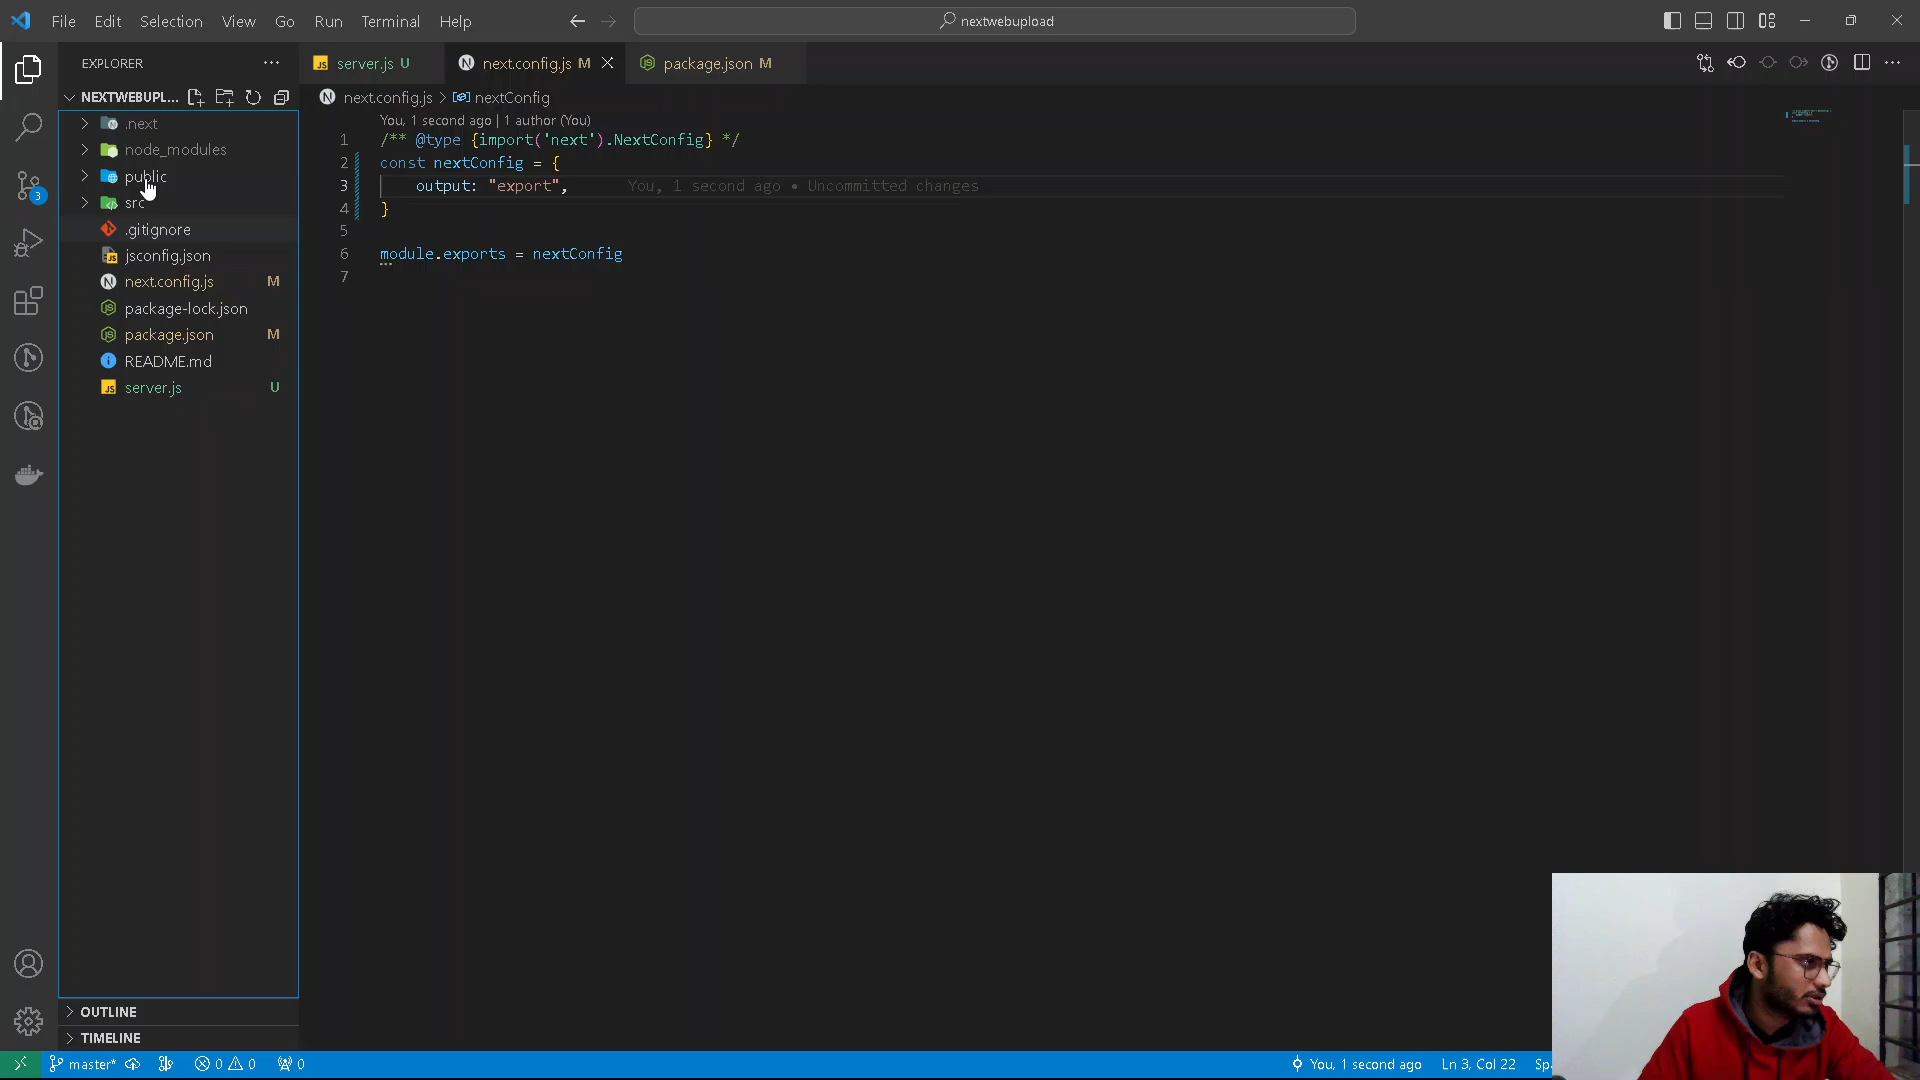 File Edit Selection View Go Run Terminal Help
nextwebupload
EXPLORER
server.js U
next.config.js M
package.json M
NEXTWEBUPL...
next.config.js > nextConfig
.next
node_modules
public
src
.gitignore
jsconfig.json
next.config.js M
package-lock.json
package.json M
README.md
server.js U
You, 1 second ago | 1 author (You)
1 /** @type {import('next').NextConfig} */
2 const nextConfig = {
3 output: "export", You, 1 second ago • Uncommitted changes
4 }
5
6 module.exports = nextConfig
7
3
OUTLINE
TIMELINE
master* 0 0 0
You, 1 second ago Ln 3, Col 22